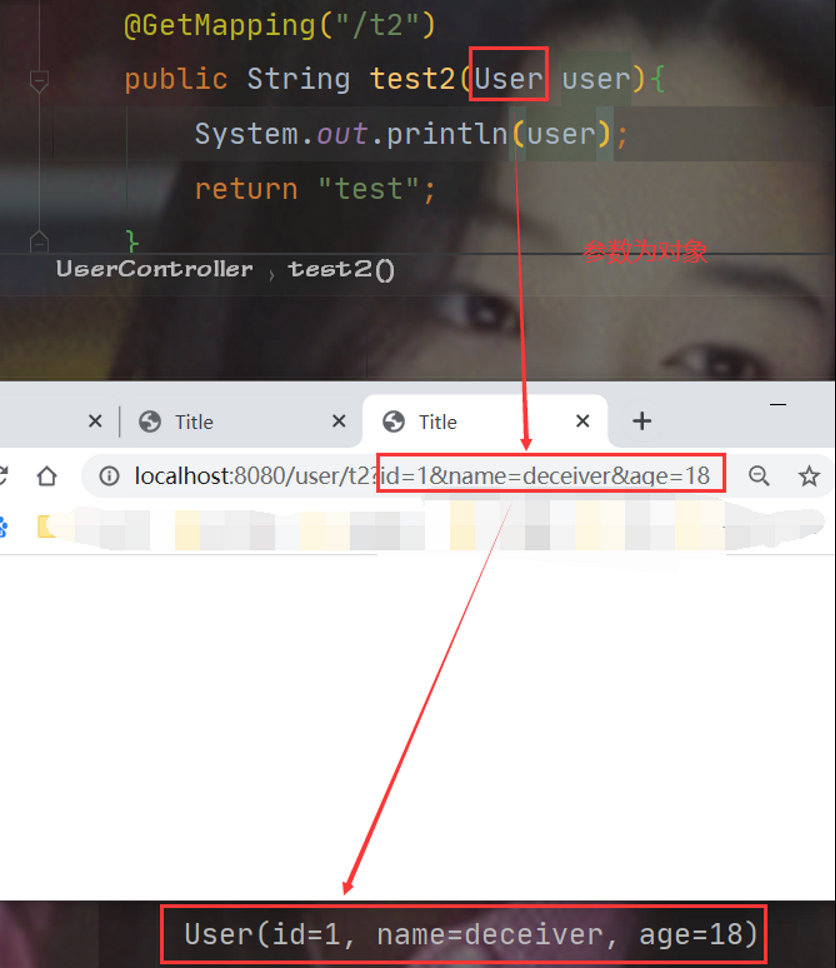 @GetMapping("/t2")
public String test2(User user){
System.out.println(user);
return "test";
}
参数为对象
UserController › test2()
Title
Title
localhost:8080/user/t2?id=1&name=deceiver&age=18
User(id=1, name=deceiver, age=18)